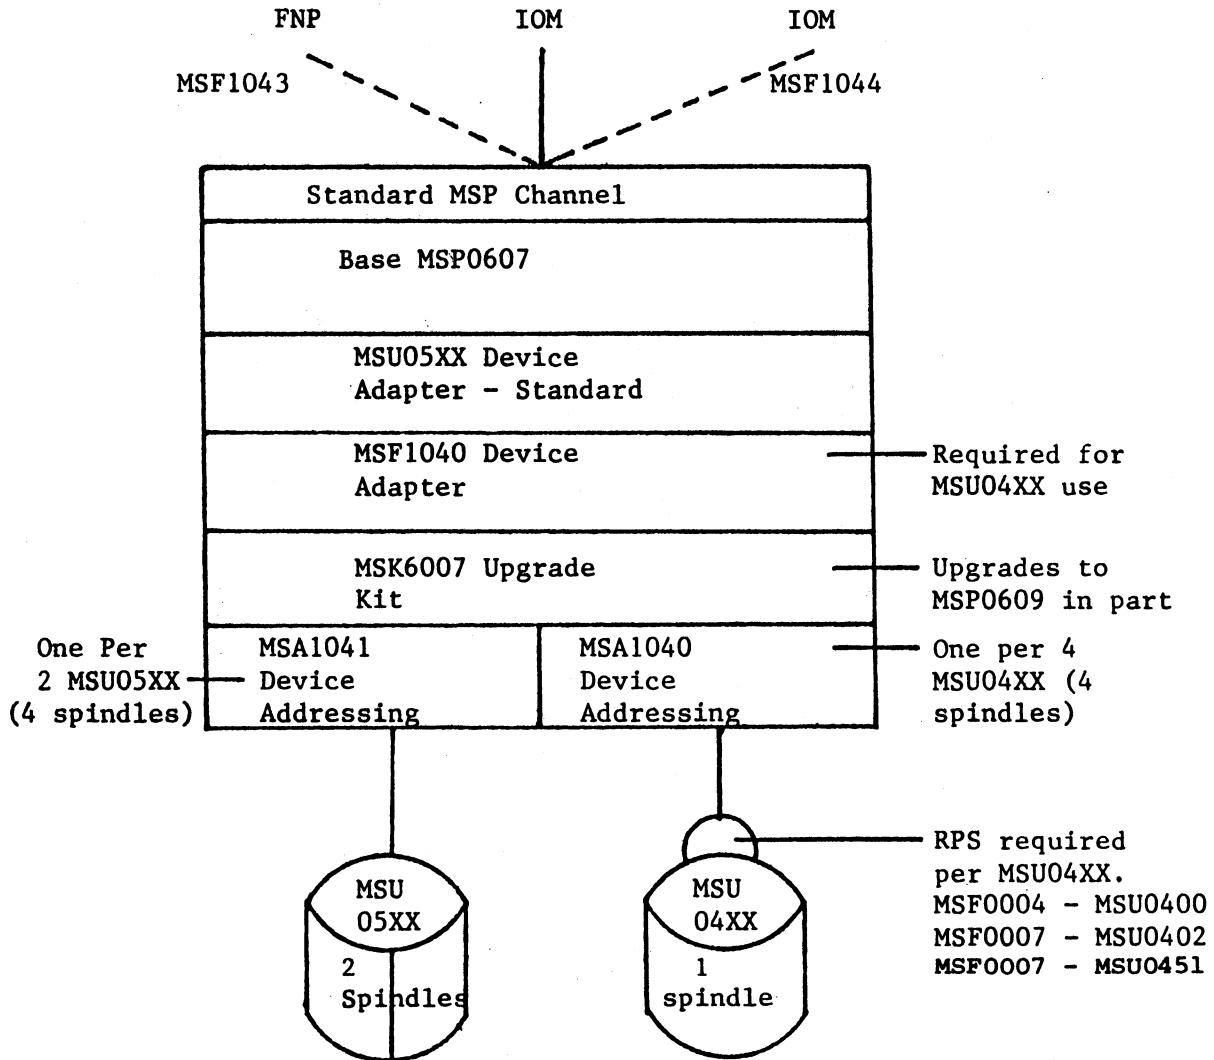 FNP IOM IOM
MSF1043 MSF1044
Standard MSP Channel
Base MSP0607
MSU05XX Device
Adapter - Standard
MSF1040 Device
Adapter
Required for
MSU04XX use
MSK6007 Upgrade
Kit
Upgrades to
MSP0609 in part
One Per
2 MSU05XX
(4 spindles)
MSA1041
Device
Addressing
MSA1040
Device
Addressing
One per 4
MSU04XX (4
spindles)
MSU
05XX
2
Spindles
MSU
04XX
1
spindle
RPS required
per MSU04XX.
MSF0004 - MSU0400
MSF0007 - MSU0402
MSF0007 - MSU0451